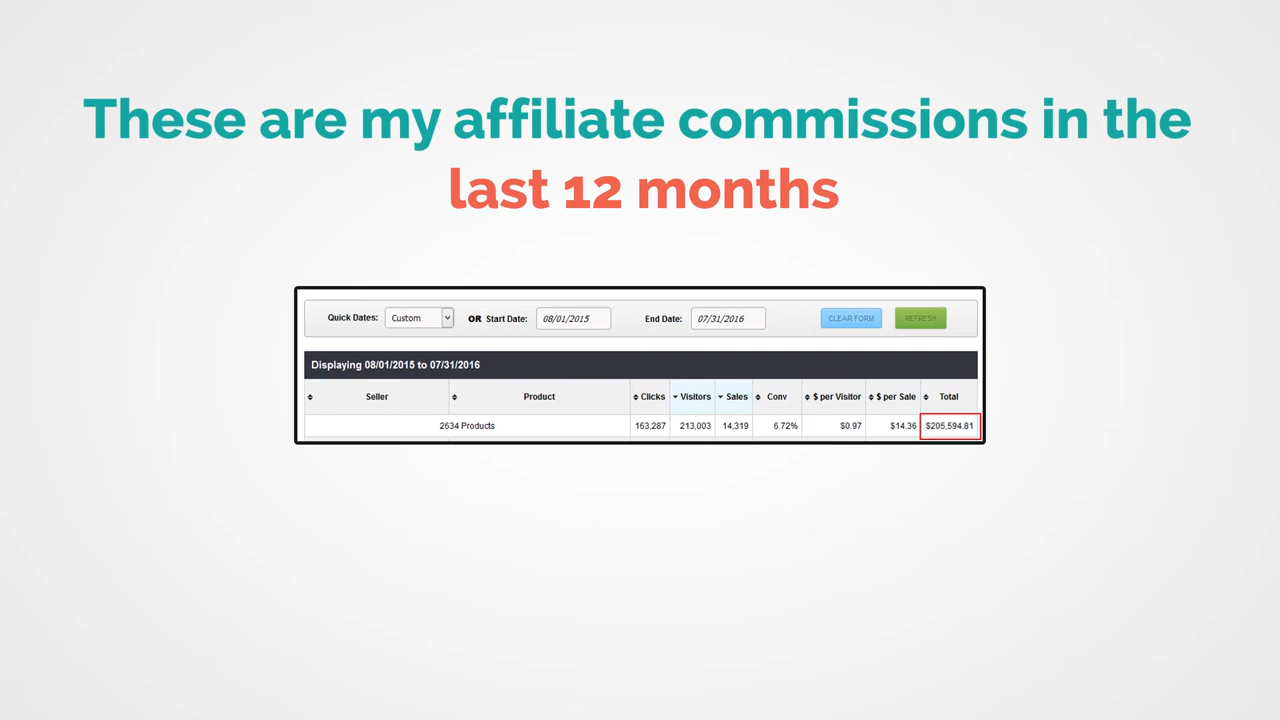 These are my affiliate commissions in the
last 12 months
Quick Dates: Custom OR Start Date: 08/01/2015 End Date: 07/31/2016 CLEAR FORM REFRESH
Displaying 08/01/2015 to 07/31/2016
Seller Product Clicks Visitors Sales Conv $ per Visitor $ per Sale Total
2634 Products 163,287 213,003 14,319 6.72% $0.97 $14.36 $205,594.81